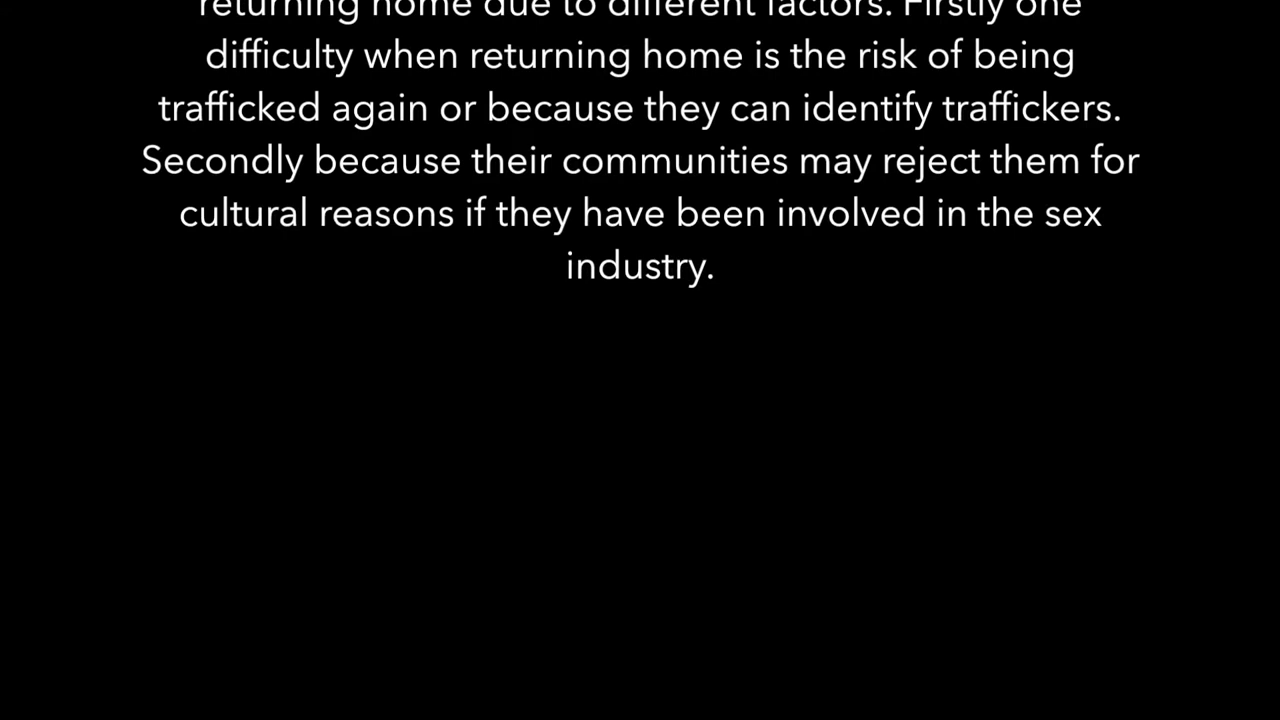 returning home due to different factors. Firstly one
difficulty when returning home is the risk of being
trafficked again or because they can identify traffickers.
Secondly because their communities may reject them for
cultural reasons if they have been involved in the sex
industry.